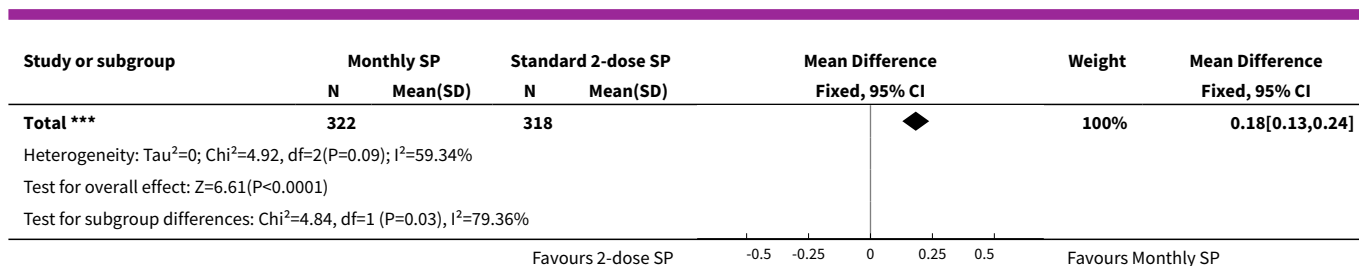 Study or subgroup Monthly SP Standard 2-dose SP Mean Difference Weight Mean Difference
N Mean(SD) N Mean(SD) Fixed, 95% CI Fixed, 95% CI
Total *** 322 318 100% 0.18[0.13,0.24]
Heterogeneity: Tau²=0; Chi²=4.92, df=2(P=0.09); I²=59.34%
Test for overall effect: Z=6.61(P<0.0001)
Test for subgroup differences: Chi²=4.84, df=1 (P=0.03), I²=79.36%
Favours 2-dose SP -0.5 -0.25 0 0.25 0.5 Favours Monthly SP